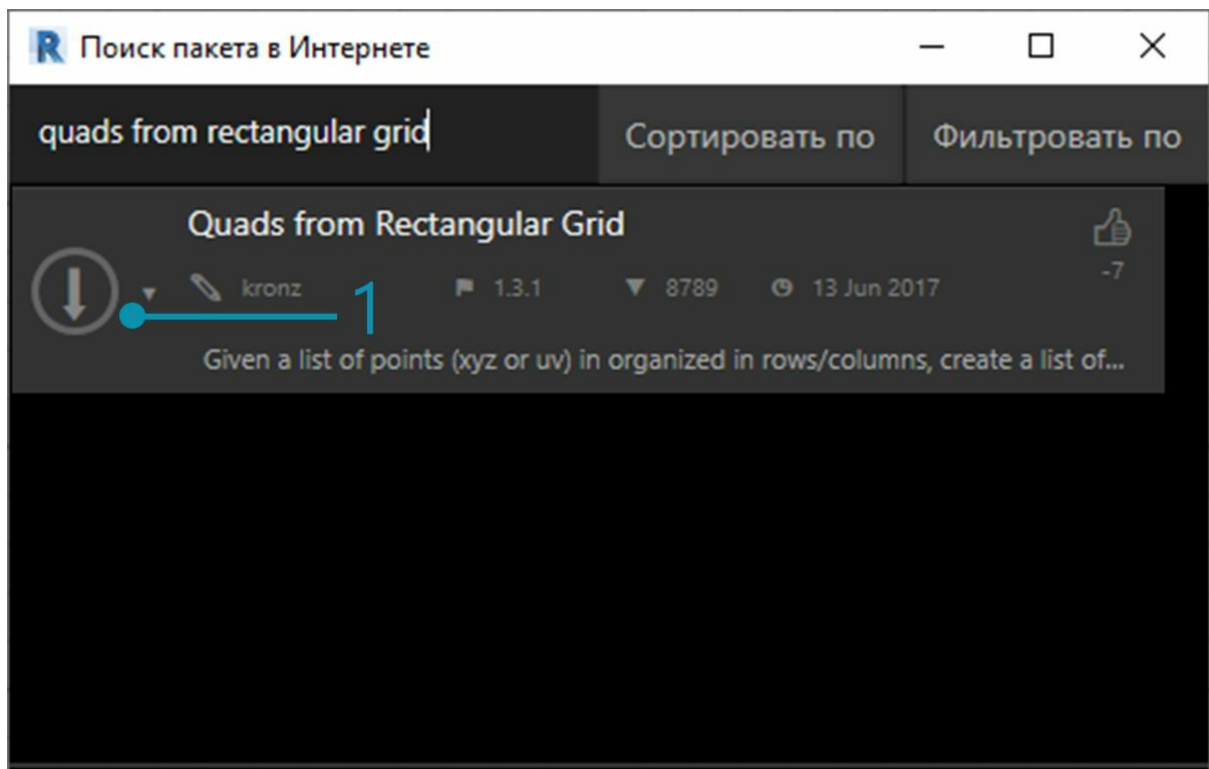 R Поиск пакета в Интернете
quads from rectangular grid Сортировать по Фильтровать по
Quads from Rectangular Grid
kronz 1.3.1 8789 13 Jun 2017 -7
1
Given a list of points (xyz or uv) in organized in rows/columns, create a list of...